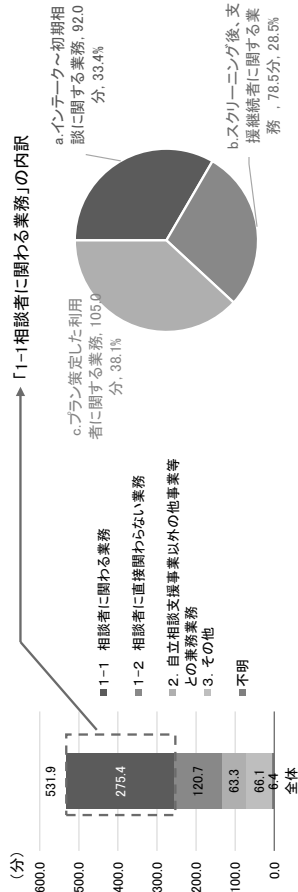 （分）
600.0
500.0
400.0
300.0
200.0
100.0
0.0
531.9
275.4
120.7
63.3
66.1
6.4
全体
1-1 相談者に関わる業務
1-2 相談者に直接関わらない業務
2. 自立相談支援事業以外の他事業等
との兼務業務
3. その他
不明
「1-1相談者に関わる業務」の内訳
a.インテーク～初期相
談に関する業務, 92.0
分, 33.4%
b.スクリーニング後、支
援継続者に関する業
務 , 78.5分, 28.5%
c.プラン策定した利用
者に関する業務, 105.0
分, 38.1%